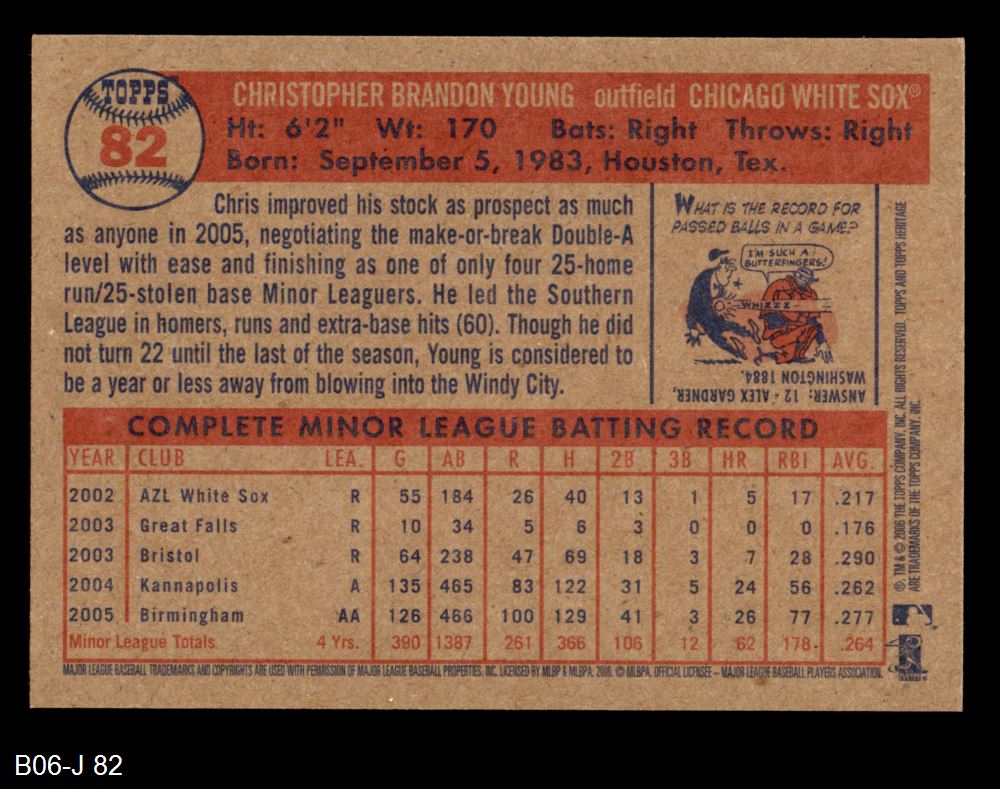 TOPPS
82
CHRISTOPHER BRANDON YOUNG outfield CHICAGO WHITE SOX®
Ht: 6'2" Wt: 170 Bats: Right Throws: Right
Born: September 5, 1983, Houston, Tex.
Chris improved his stock as prospect as much
as anyone in 2005, negotiating the make-or-break Double-A
level with ease and finishing as one of only four 25-home
run/25-stolen base Minor Leaguers. He led the Southern
League in homers, runs and extra-base hits (60). Though he did
not turn 22 until the last of the season, Young is considered to
be a year or less away from blowing into the Windy City.
WHAT IS THE RECORD FOR
PASSED BALLS IN A GAME?
I'M SUCH A
BUTTERFINGERS!
WHIZZZ
ANSWER: 12 - ALEX GARDNER,
WASHINGTON 1884.
COMPLETE MINOR LEAGUE BATTING RECORD
YEAR CLUB LEA. G AB R H 2B 3B HR RBI AVG.
2002 AZL White Sox R 55 184 26 40 13 1 5 17 .217
2003 Great Falls R 10 34 5 6 3 0 0 0 .176
2003 Bristol R 64 238 47 69 18 3 7 28 .290
2004 Kannapolis A 135 465 83 122 31 5 24 56 .262
2005 Birmingham AA 126 466 100 129 41 3 26 77 .277
Minor League Totals 4 Yrs. 390 1387 261 366 106 12 62 178 .264
MAJOR LEAGUE BASEBALL TRADEMARKS AND COPYRIGHTS ARE USED WITH PERMISSION OF MAJOR LEAGUE BASEBALL PROPERTIES, INC. LICENSED BY MLBP & MLBPA, 2006. © MLBPA. OFFICIAL LICENSEE – MAJOR LEAGUE BASEBALL PLAYERS ASSOCIATION.
®, TM & © 2006 THE TOPPS COMPANY, INC. ALL RIGHTS RESERVED. TOPPS AND TOPPS HERITAGE
ARE TRADEMARKS OF THE TOPPS COMPANY, INC.
B06-J 82